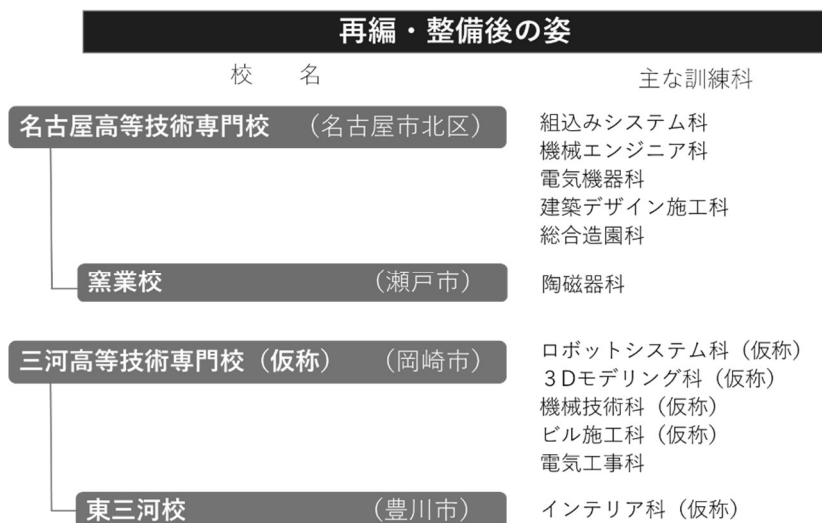 再編・整備後の姿
校　名　主な訓練科
名古屋高等技術専門校　（名古屋市北区）　組込みシステム科
機械エンジニア科
電気機器科
建築デザイン施工科
総合造園科
窯業校　（瀬戸市）　陶磁器科
三河高等技術専門校（仮称）　（岡崎市）　ロボットシステム科（仮称）
３Dモデリング科（仮称）
機械技術科（仮称）
ビル施工科（仮称）
電気工事科
東三河校　（豊川市）　インテリア科（仮称）